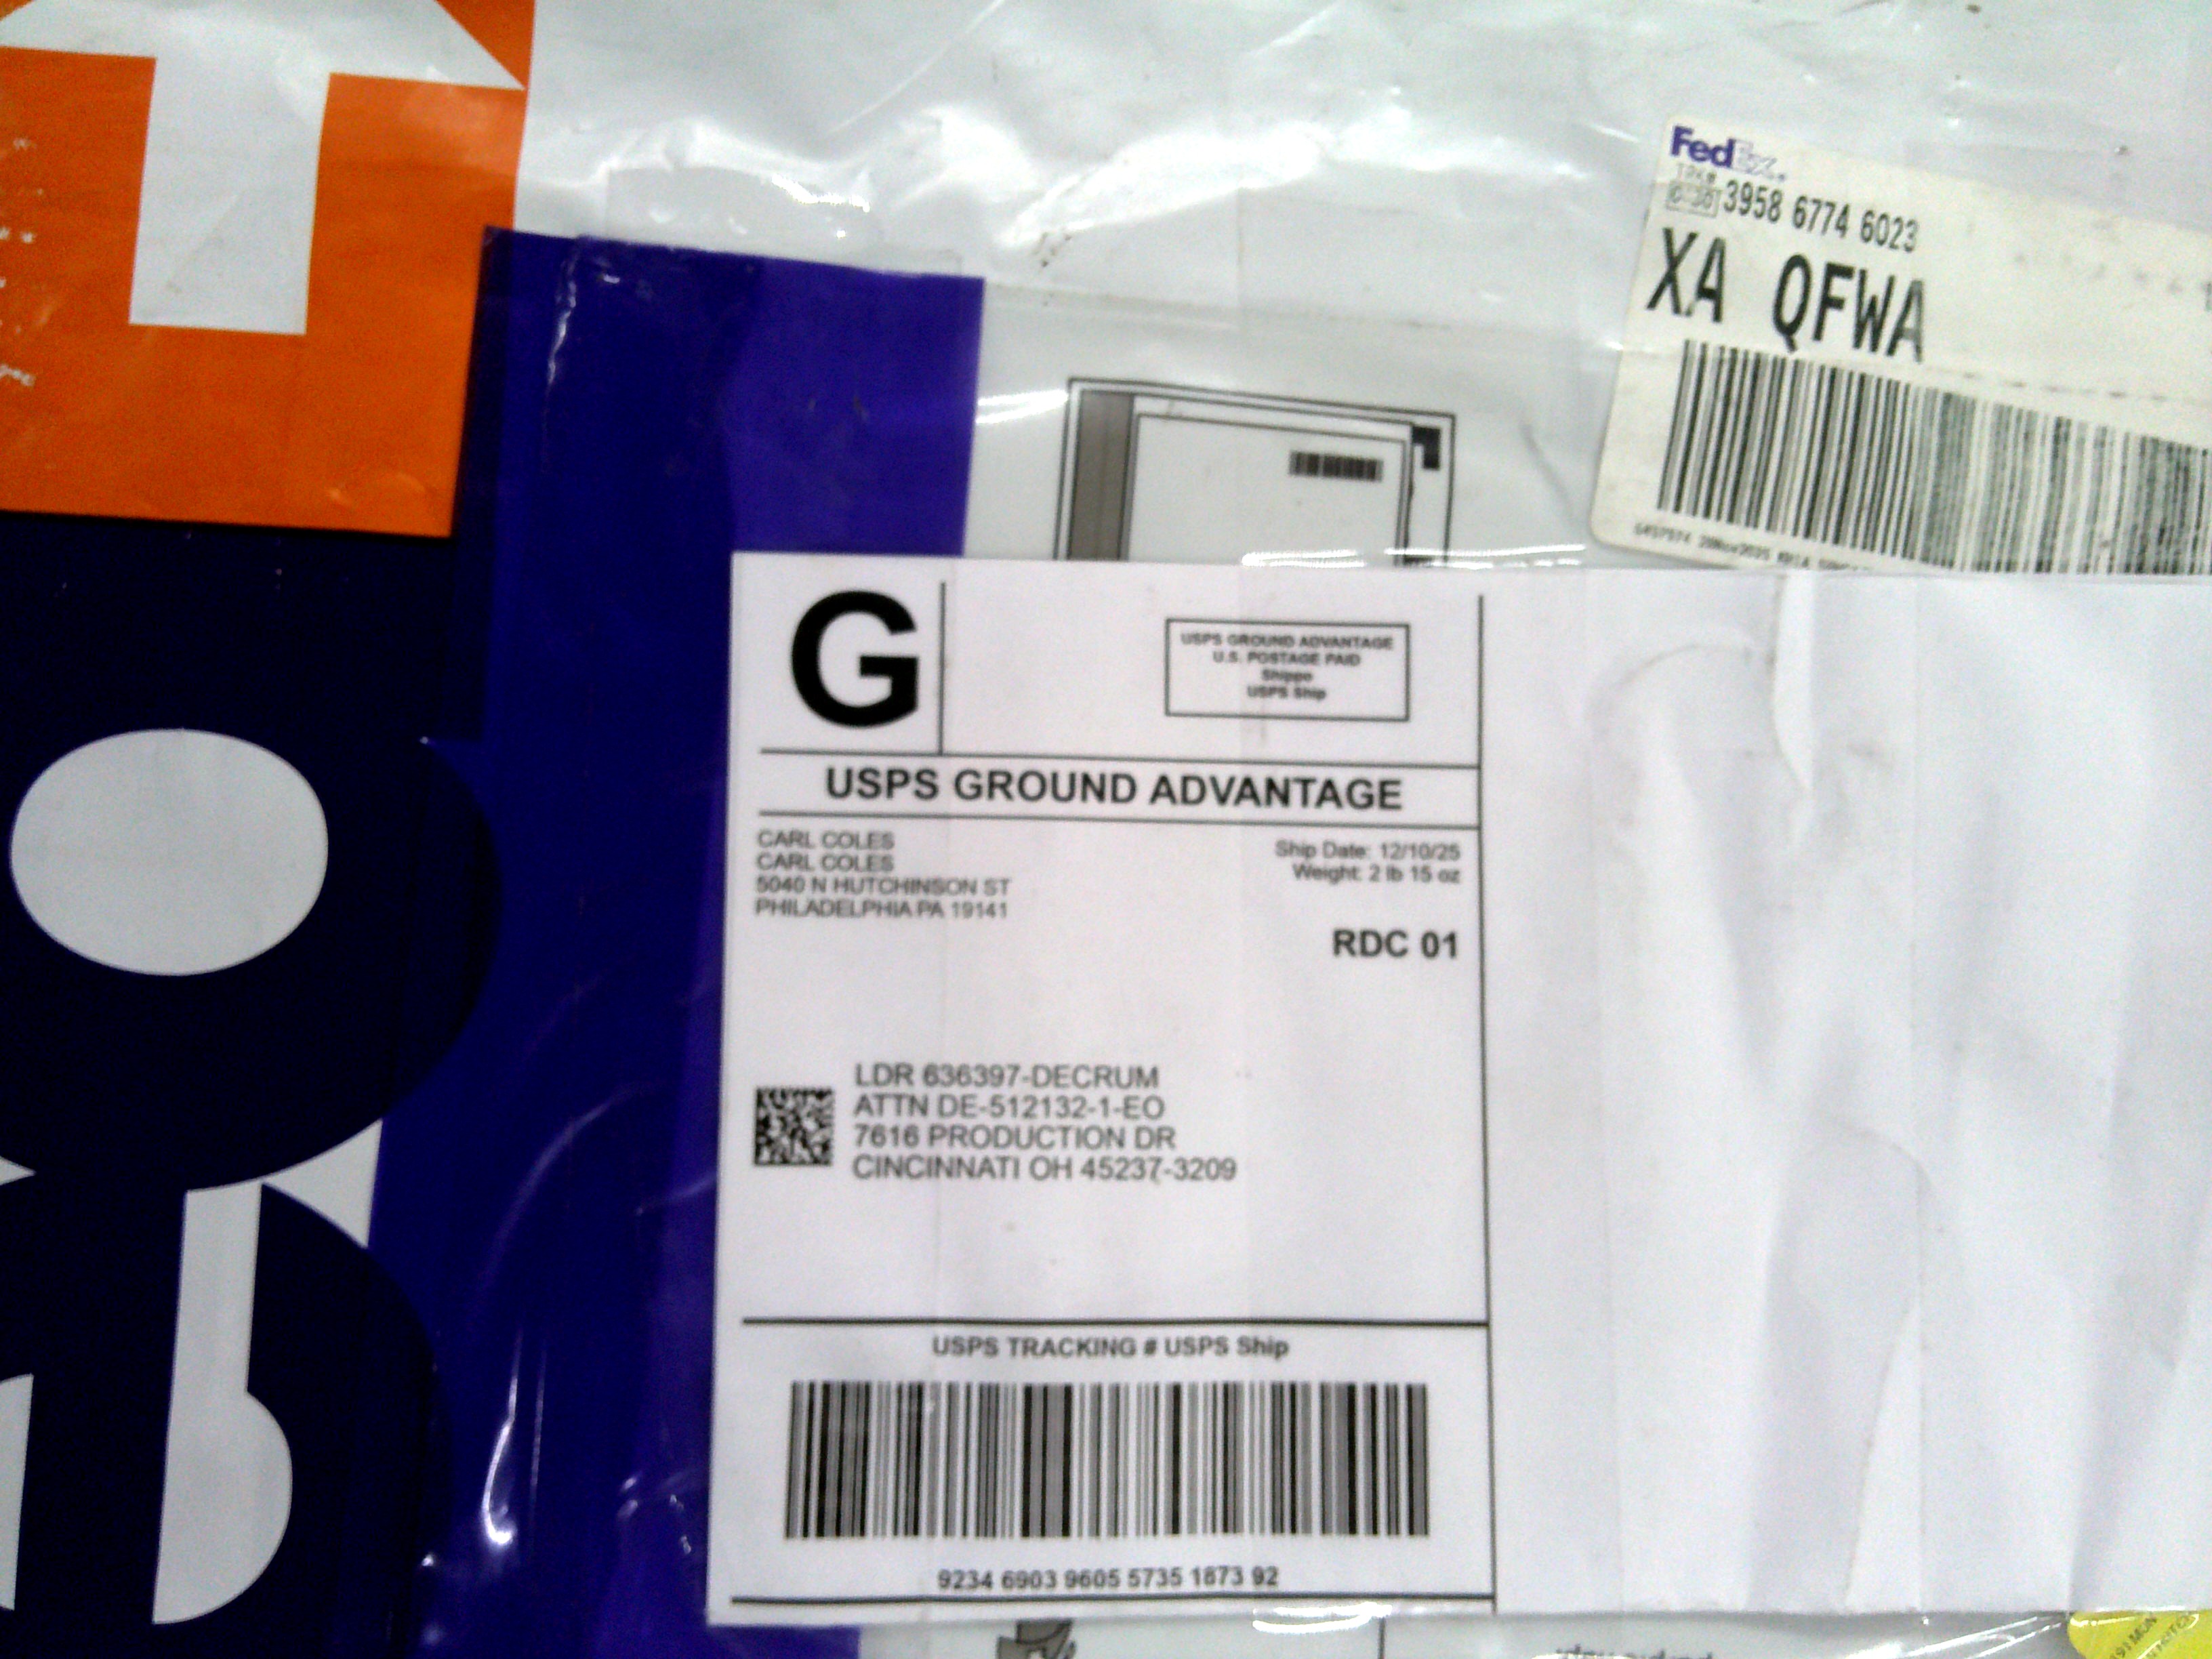 FedEx
TRK#
3958 6774 6023
XA QFWA
G
USPS GROUND ADVANTAGE
U.S. POSTAGE PAID
Shippo
USPS Ship
USPS GROUND ADVANTAGE
CARL COLES
CARL COLES
5040 N HUTCHINSON ST
PHILADELPHIA PA 19141
Ship Date: 12/10/25
Weight: 2 lb 15 oz
RDC 01
LDR 636397-DECRUM
ATTN DE-512132-1-EO
7616 PRODUCTION DR
CINCINNATI OH 45237-3209
USPS TRACKING # USPS Ship
9234 6903 9605 5735 1873 92